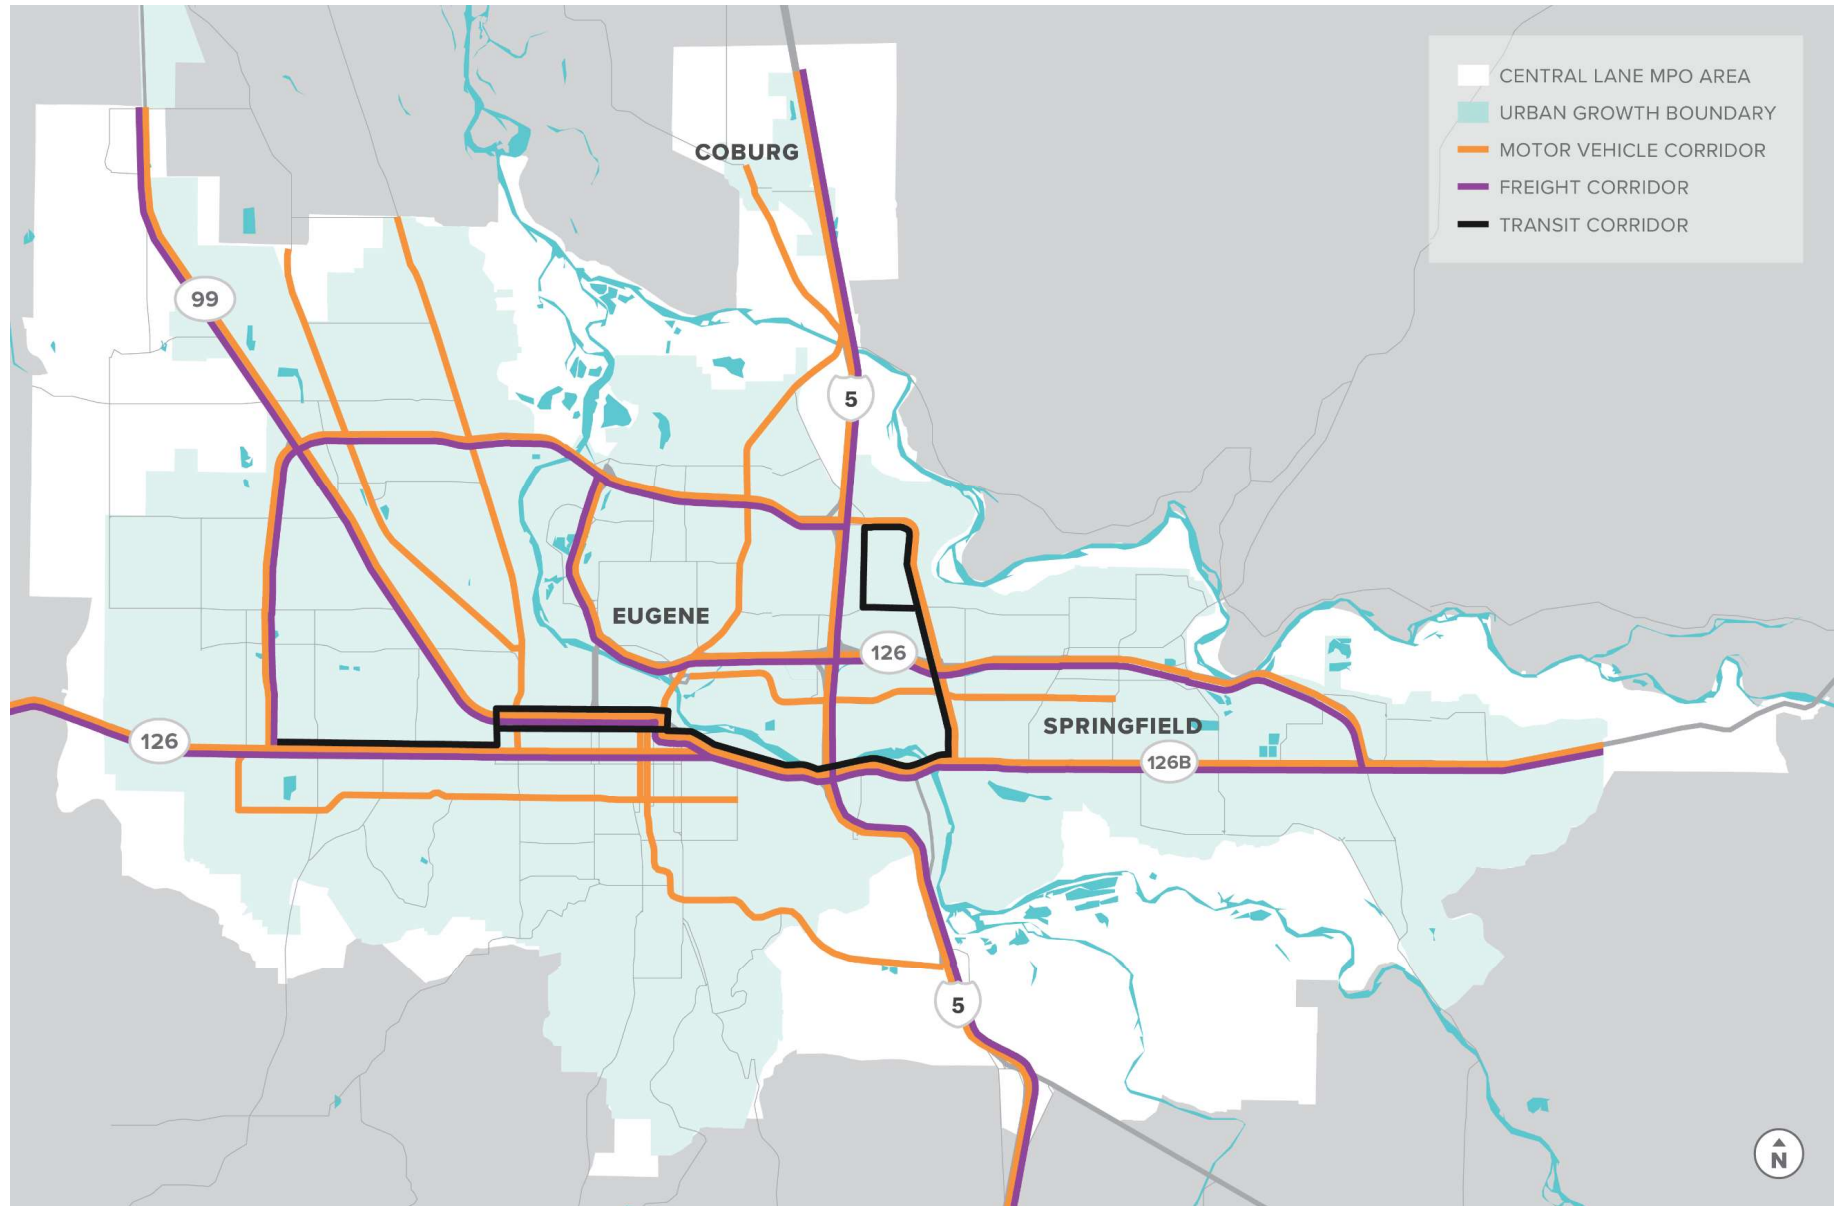 CENTRAL LANE MPO AREA
URBAN GROWTH BOUNDARY
MOTOR VEHICLE CORRIDOR
FREIGHT CORRIDOR
TRANSIT CORRIDOR
COBURG
99
5
EUGENE
126
SPRINGFIELD
126
126B
5
N